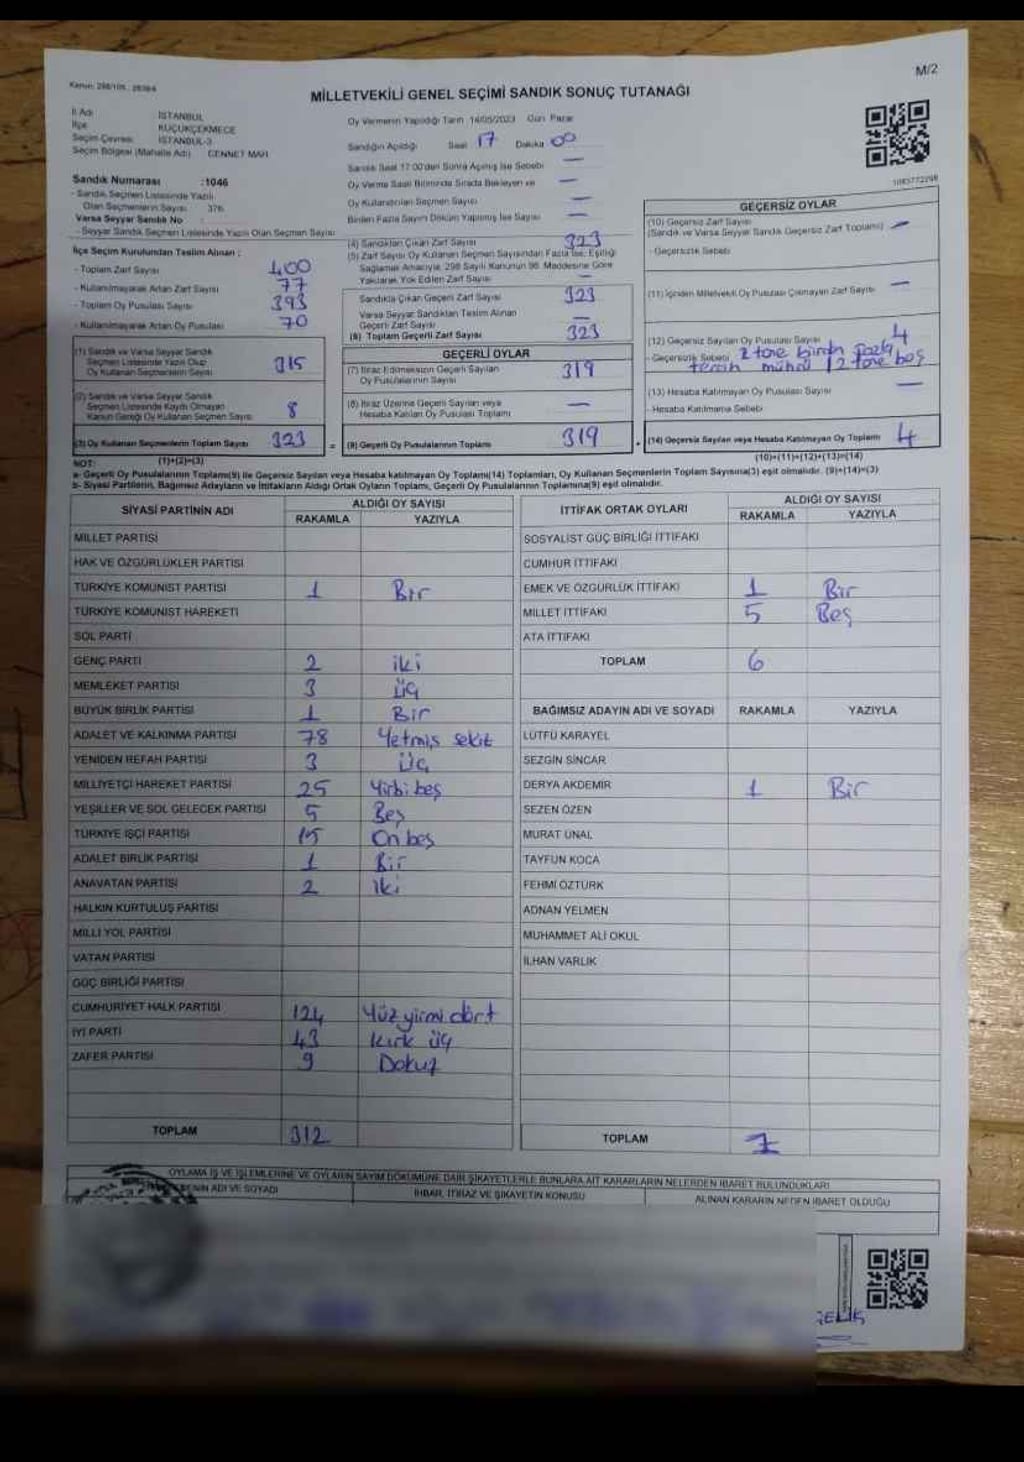 Kanun: 298/105
M/2
MİLLETVEKİLİ GENEL SEÇİMİ SANDIK SONUÇ TUTANAĞI
İl Adı İSTANBUL
İlçe KÜÇÜKÇEKMECE
Seçim Çevresi İSTANBUL-3
Seçim Bölgesi (Mahalle Adı) CENNET MAH
Sandık Numarası :1046
- Sandık Seçmen Listesinde Yazılı
Olan Seçmenlerin Sayısı 376
Varsa Seyyar Sandık No
- Seyyar Sandık Seçmen Listesinde Yazılı Olan Seçmen Sayısı
İlçe Seçim Kurulundan Teslim Alınan :
- Toplam Zarf Sayısı 400
- Kullanılmayarak Artan Zarf Sayısı 77
- Toplam Oy Pusulası Sayısı 393
- Kullanılmayarak Artan Oy Pusulası 70
(1) Sandık ve Varsa Seyyar Sandık
Seçmen Listesinde Yazılı Olup
Oy Kullanan Seçmenlerin Sayısı 315
(2) Sandık ve Varsa Seyyar Sandık
Seçmen Listesinde Kaydı Olmayan
Kanun Gereği Oy Kullanan Seçmen Sayısı 8
(3) Oy Kullanan Seçmenlerin Toplam Sayısı 323 =
(1)+(2)=(3)
Oy Vermenin Yapıldığı Tarih 14/05/2023 Gün Pazar
Sandığın Açıldığı Saat 17 Dakika 00
Sandık Saat 17:00'den Sonra Açılmış İse Sebebi —
Oy Verme Saati Bitiminde Sırada Bekleyen ve —
Oy Kullandırılan Seçmen Sayısı —
Birden Fazla Sayım Döküm Yapılmış İse Sayısı —
(4) Sandıktan Çıkan Zarf Sayısı 323
(5) Zarf Sayısı Oy Kullanan Seçmen Sayısından Fazla İse, Eşitliği
Sağlamak Amacıyla, 298 Sayılı Kanunun 98. Maddesine Göre
Yakılarak Yok Edilen Zarf Sayısı —
Sandıkta Çıkan Geçerli Zarf Sayısı 323
Varsa Seyyar Sandıktan Teslim Alınan
Geçerli Zarf Sayısı —
(6) Toplam Geçerli Zarf Sayısı 323
GEÇERLİ OYLAR
(7) İtiraz Edilmeksizin Geçerli Sayılan
Oy Pusulalarının Sayısı 319
(8) İtiraz Üzerine Geçerli Sayılan veya
Hesaba Katılan Oy Pusulası Toplamı —
(9) Geçerli Oy Pusulalarının Toplamı 319 +
1083772298
GEÇERSİZ OYLAR
(10) Geçersiz Zarf Sayısı
(Sandık ve Varsa Seyyar Sandık Geçersiz Zarf Toplamı) —
- Geçersizlik Sebebi
(11) İçinden Milletvekili Oy Pusulası Çıkmayan Zarf Sayısı —
(12) Geçersiz Sayılan Oy Pusulası Sayısı 4
- Geçersizlik Sebebi 2 tane birden fazla
tercih mührü / 2 tane boş
(13) Hesaba Katılmayan Oy Pusulası Sayısı —
- Hesaba Katılmama Sebebi
(14) Geçersiz Sayılan veya Hesaba Katılmayan Oy Toplamı 4
(10)+(11)+(12)+(13)=(14)
NOT:
a- Geçerli Oy Pusulalarının Toplamı(9) ile Geçersiz Sayılan veya Hesaba katılmayan Oy Toplamı(14) Toplamları, Oy Kullanan Seçmenlerin Toplam Sayısına(3) eşit olmalıdır. (9)+(14)=(3)
b- Siyasi Partilerin, Bağımsız Adayların ve İttifakların Aldığı Ortak Oyların Toplamı, Geçerli Oy Pusulalarının Toplamına(9) eşit olmalıdır.
SİYASİ PARTİNİN ADI ALDIĞI OY SAYISI
RAKAMLA YAZIYLA
MİLLET PARTİSİ
HAK VE ÖZGÜRLÜKLER PARTİSİ
TÜRKİYE KOMÜNİST PARTİSİ 1 Bir
TÜRKİYE KOMÜNİST HAREKETİ
SOL PARTİ
GENÇ PARTİ 2 iki
MEMLEKET PARTİSİ 3 üç
BÜYÜK BİRLİK PARTİSİ 1 Bir
ADALET VE KALKINMA PARTİSİ 78 Yetmiş sekiz
YENİDEN REFAH PARTİSİ 3 Üç
MİLLİYETÇİ HAREKET PARTİSİ 25 Yirbi beş
YEŞİLLER VE SOL GELECEK PARTİSİ 5 Beş
TÜRKİYE İŞÇİ PARTİSİ 15 On beş
ADALET BİRLİK PARTİSİ 1 Bir
ANAVATAN PARTİSİ 2 iki
HALKIN KURTULUŞ PARTİSİ
MİLLİ YOL PARTİSİ
VATAN PARTİSİ
GÜÇ BİRLİĞİ PARTİSİ
CUMHURİYET HALK PARTİSİ 124 Yüz yirmi dört
İYİ PARTİ 43 Kırk üç
ZAFER PARTİSİ 9 Dokuz
TOPLAM 312
İTTİFAK ORTAK OYLARI ALDIĞI OY SAYISI
RAKAMLA YAZIYLA
SOSYALİST GÜÇ BİRLİĞİ İTTİFAKI
CUMHUR İTTİFAKI
EMEK VE ÖZGÜRLÜK İTTİFAKI 1 Bir
MİLLET İTTİFAKI 5 Beş
ATA İTTİFAKI
TOPLAM 6
BAĞIMSIZ ADAYIN ADI VE SOYADI RAKAMLA YAZIYLA
LÜTFÜ KARAYEL
SEZGİN SİNCAR
DERYA AKDEMİR 1 Bir
SEZEN ÖZEN
MURAT ÜNAL
TAYFUN KOCA
FEHMİ ÖZTÜRK
ADNAN YELMEN
MUHAMMET ALİ OKUL
İLHAN VARLIK
TOPLAM 7
OYLAMA İŞ VE İŞLEMLERİNE VE OYLARIN SAYIM DÖKÜMÜNE DAİR ŞİKAYETLERLE BUNLARA AİT KARARLARIN NELERDEN İBARET BULUNDUKLARI
ADI VE SOYADI İHBAR, İTİRAZ VE ŞİKAYETİN KONUSU ALINAN KARARIN NEDEN İBARET OLDUĞU